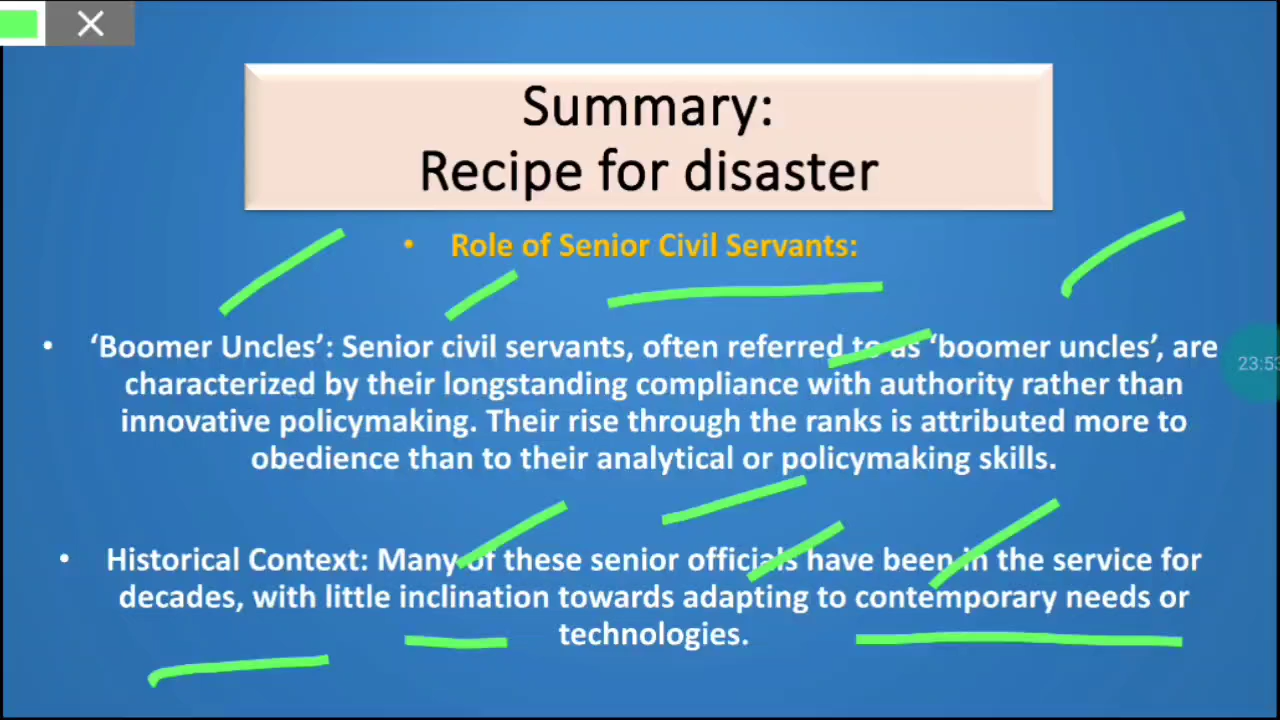 Summary:
Recipe for disaster
• Role of Senior Civil Servants:
• ‘Boomer Uncles’: Senior civil servants, often referred to as ‘boomer uncles’, are
characterized by their longstanding compliance with authority rather than
innovative policymaking. Their rise through the ranks is attributed more to
obedience than to their analytical or policymaking skills.
23:53
• Historical Context: Many of these senior officials have been in the service for
decades, with little inclination towards adapting to contemporary needs or
technologies.